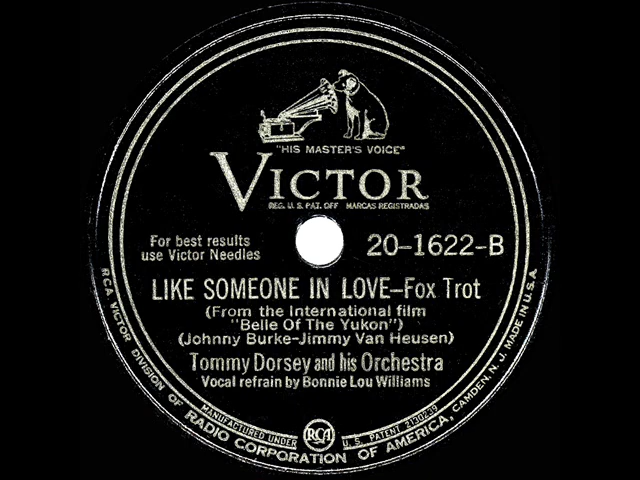 "HIS MASTER'S VOICE"
VICTOR
REG. U. S. PAT. OFF. MARCAS REGISTRADAS
For best results
use Victor Needles
20-1622-B
LIKE SOMEONE IN LOVE—Fox Trot
(From the International film
"Belle Of The Yukon")
(Johnny Burke-Jimmy Van Heusen)
Tommy Dorsey and his Orchestra
Vocal refrain by Bonnie Lou Williams
MANUFACTURED UNDER RCA U. S. PATENT 2130239
RCA VICTOR DIVISION OF RADIO CORPORATION OF AMERICA, CAMDEN, N. J. MADE IN U.S.A.